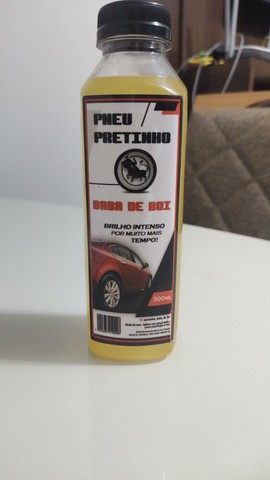 PNEU
PRETINHO
BABA DE BOI
BRILHO INTENSO
POR MUITO MAIS
TEMPO!
500ML